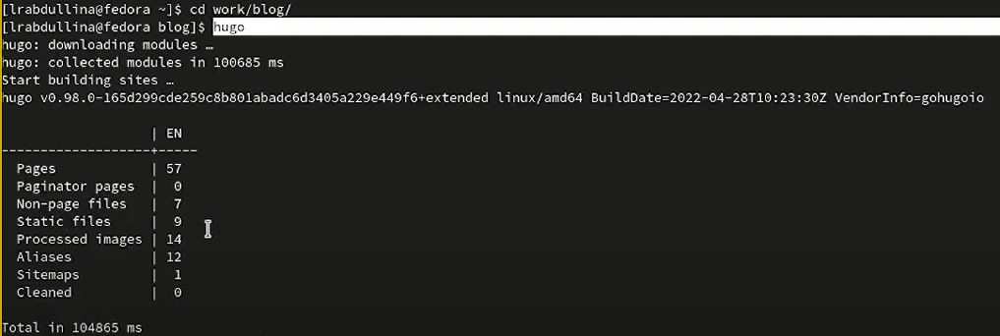 [lrabdullina@fedora ~]$ cd work/blog/
[lrabdullina@fedora blog]$ hugo
hugo: downloading modules …
hugo: collected modules in 100685 ms
Start building sites …
hugo v0.98.0-165d299cde259c8b801abadc6d3405a229e449f6+extended linux/amd64 BuildDate=2022-04-28T10:23:30Z VendorInfo=gohugoio
                   | EN
-------------------+-----
  Pages            | 57
  Paginator pages  |  0
  Non-page files   |  7
  Static files     |  9
  Processed images | 14
  Aliases          | 12
  Sitemaps         |  1
  Cleaned          |  0
Total in 104865 ms